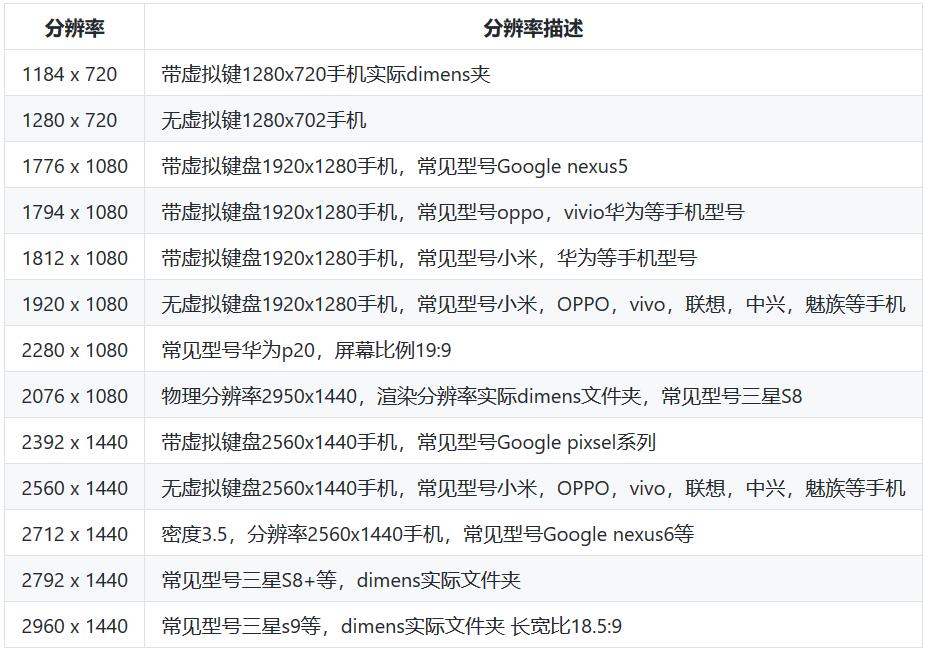 分辨率 分辨率描述
1184 x 720 带虚拟键1280x720手机实际dimens夹
1280 x 720 无虚拟键1280x702手机
1776 x 1080 带虚拟键盘1920x1280手机，常见型号Google nexus5
1794 x 1080 带虚拟键盘1920x1280手机，常见型号oppo，vivio华为等手机型号
1812 x 1080 带虚拟键盘1920x1280手机，常见型号小米，华为等手机型号
1920 x 1080 无虚拟键盘1920x1280手机，常见型号小米，OPPO，vivo，联想，中兴，魅族等手机
2280 x 1080 常见型号华为p20，屏幕比例19:9
2076 x 1080 物理分辨率2950x1440，渲染分辨率实际dimens文件夹，常见型号三星S8
2392 x 1440 带虚拟键盘2560x1440手机，常见型号Google pixsel系列
2560 x 1440 无虚拟键盘2560x1440手机，常见型号小米，OPPO，vivo，联想，中兴，魅族等手机
2712 x 1440 密度3.5，分辨率2560x1440手机，常见型号Google nexus6等
2792 x 1440 常见型号三星S8+等，dimens实际文件夹
2960 x 1440 常见型号三星s9等，dimens实际文件夹 长宽比18.5:9